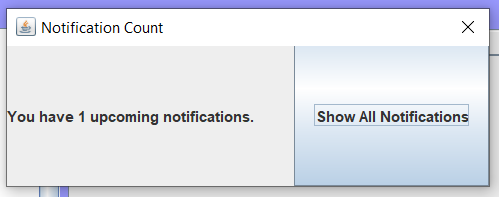 Notification Count
You have 1 upcoming notifications.
Show All Notifications